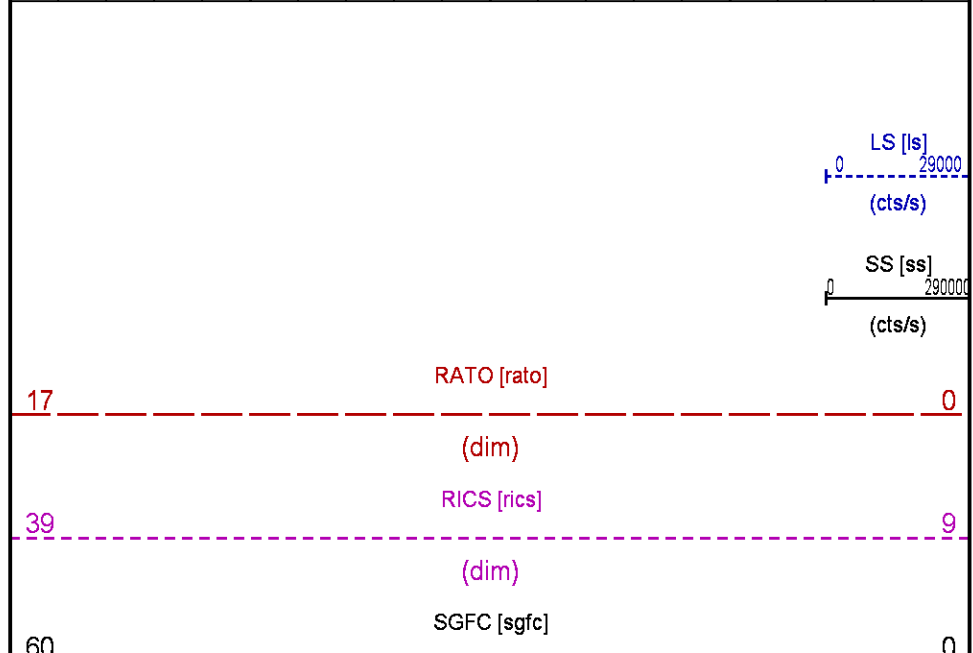 LS [ls]
0 29000
(cts/s)
SS [ss]
0 290000
(cts/s)
RATO [rato]
17 0
(dim)
RICS [rics]
39 9
(dim)
SGFC [sgfc]
60 0